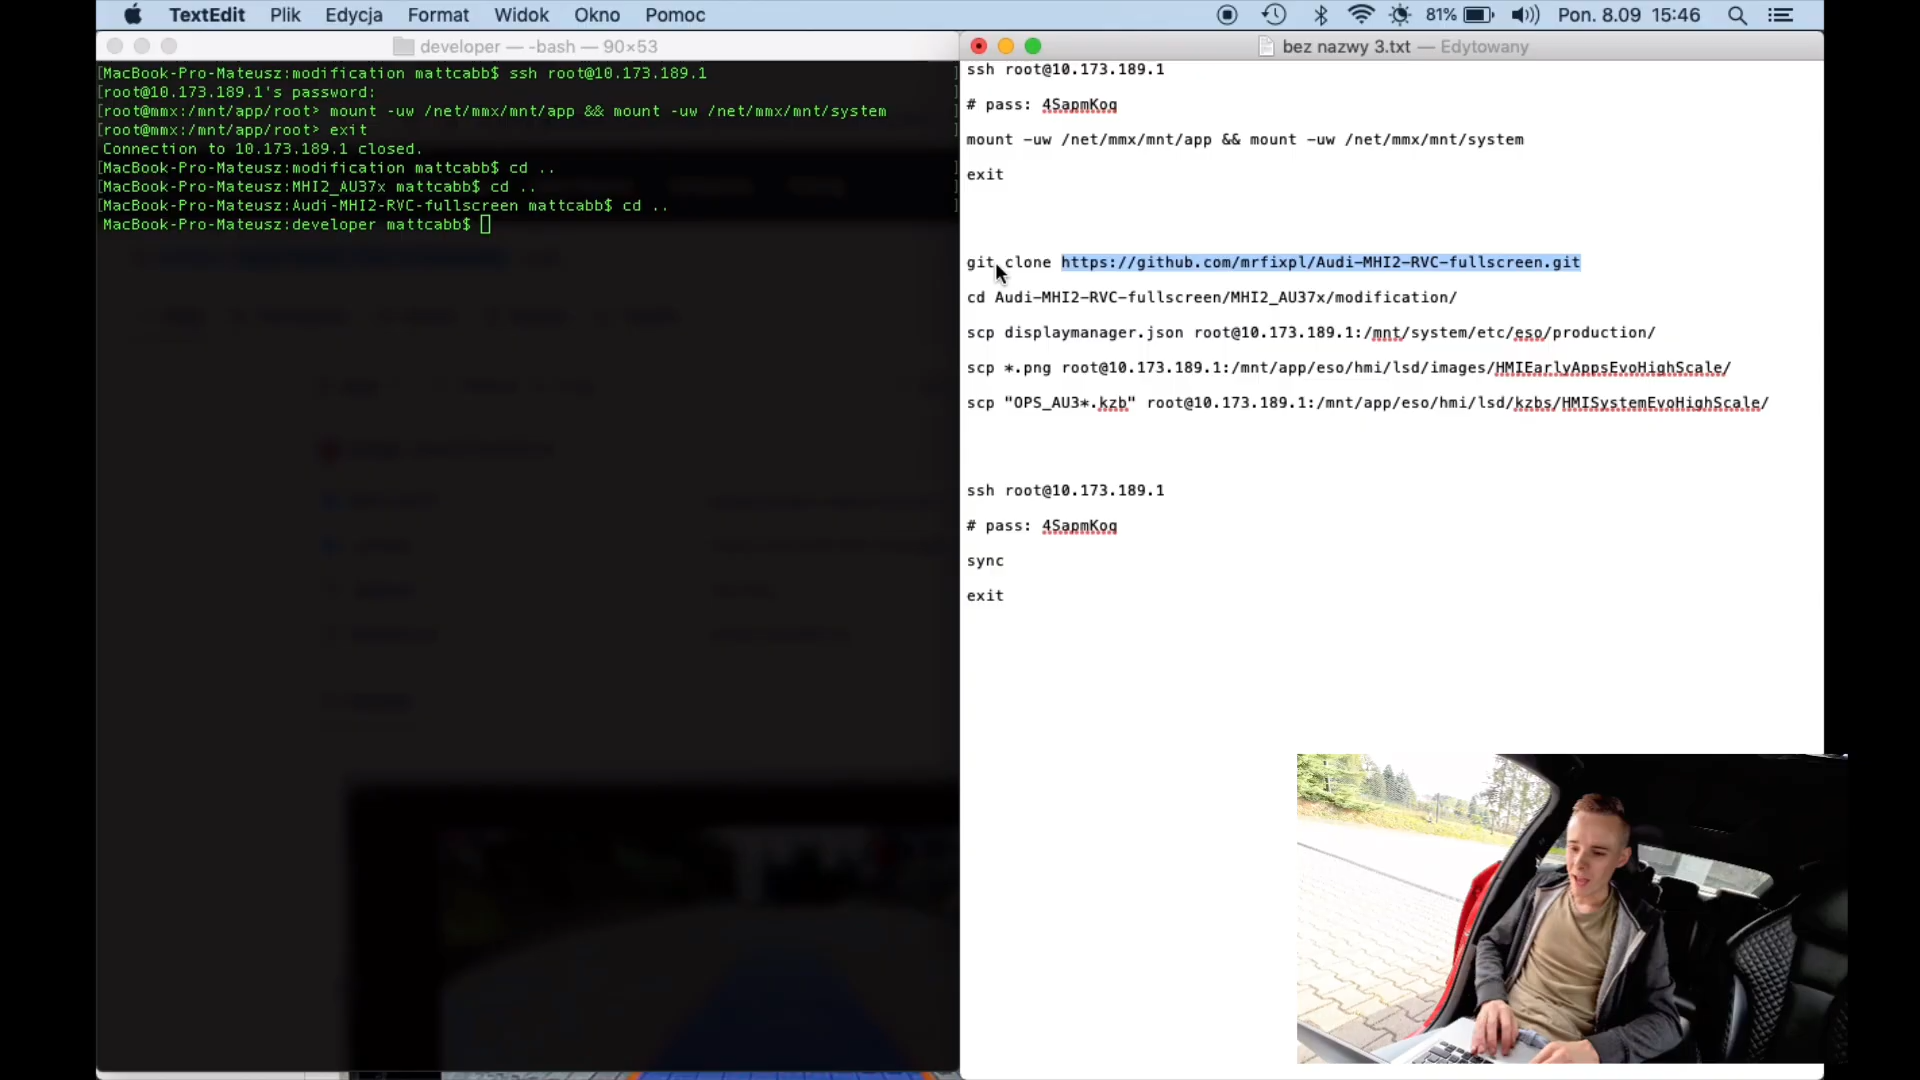 TextEdit Plik Edycja Format Widok Okno Pomoc 81% Pon. 8.09 15:46
developer — -bash — 90×53
[MacBook-Pro-Mateusz:modification mattcabb$ ssh root@10.173.189.1 ]
[root@10.173.189.1's password:
[root@mmx:/mnt/app/root> mount -uw /net/mmx/mnt/app && mount -uw /net/mmx/mnt/system
[root@mmx:/mnt/app/root> exit
Connection to 10.173.189.1 closed.
[MacBook-Pro-Mateusz:modification mattcabb$ cd ..
[MacBook-Pro-Mateusz:MHI2_AU37x mattcabb$ cd ..
[MacBook-Pro-Mateusz:Audi-MHI2-RVC-fullscreen mattcabb$ cd .. ]
MacBook-Pro-Mateusz:developer mattcabb$
bez nazwy 3.txt — Edytowany
ssh root@10.173.189.1
# pass: 4SapmKoq
mount -uw /net/mmx/mnt/app && mount -uw /net/mmx/mnt/system
exit
git clone https://github.com/mrfixpl/Audi-MHI2-RVC-fullscreen.git
cd Audi-MHI2-RVC-fullscreen/MHI2_AU37x/modification/
scp displaymanager.json root@10.173.189.1:/mnt/system/etc/eso/production/
scp *.png root@10.173.189.1:/mnt/app/eso/hmi/lsd/images/HMIEarlyAppsEvoHighScale/
scp "OPS_AU3*.kzb" root@10.173.189.1:/mnt/app/eso/hmi/lsd/kzbs/HMISystemEvoHighScale/
ssh root@10.173.189.1
# pass: 4SapmKoq
sync
exit